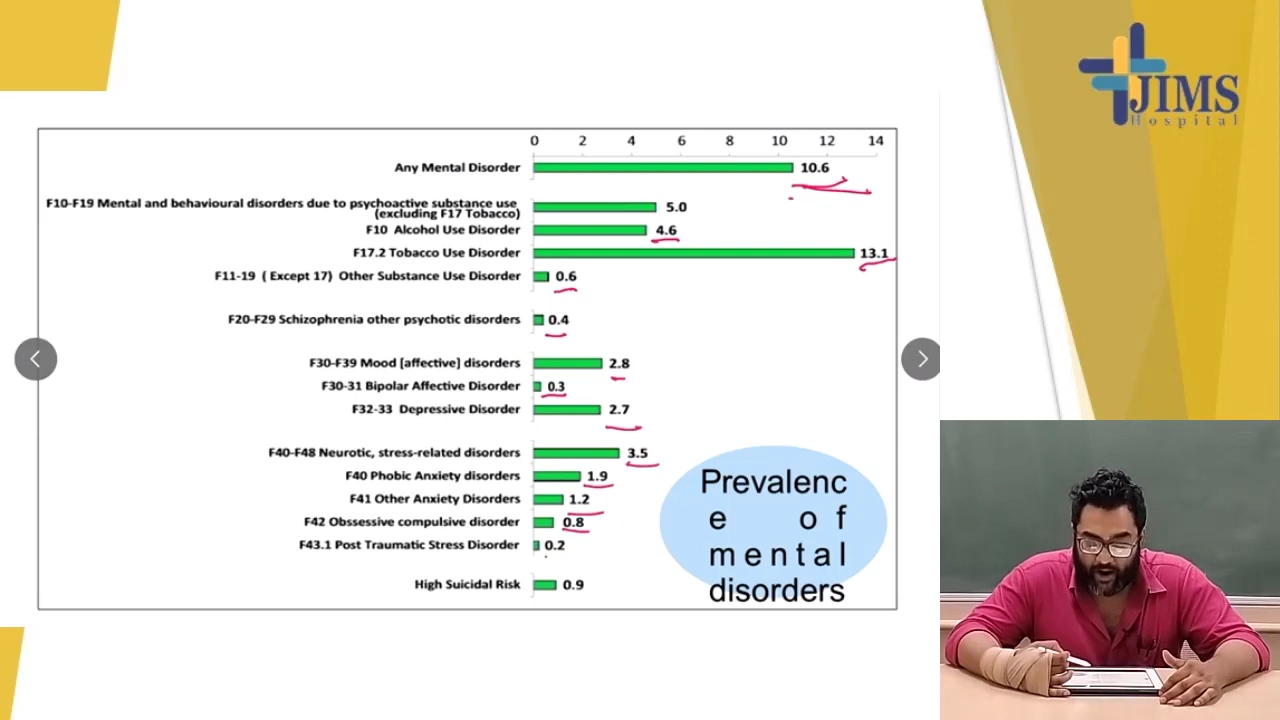 JIMS
Hospital
0 2 4 6 8 10 12 14
Any Mental Disorder 10.6
F10-F19 Mental and behavioural disorders due to psychoactive substance use
(excluding F17 Tobacco) 5.0
F10 Alcohol Use Disorder 4.6
F17.2 Tobacco Use Disorder 13.1
F11-19 ( Except 17) Other Substance Use Disorder 0.6
F20-F29 Schizophrenia other psychotic disorders 0.4
F30-F39 Mood [affective] disorders 2.8
F30-31 Bipolar Affective Disorder 0.3
F32-33 Depressive Disorder 2.7
F40-F48 Neurotic, stress-related disorders 3.5
F40 Phobic Anxiety disorders 1.9
F41 Other Anxiety Disorders 1.2
F42 Obssessive compulsive disorder 0.8
F43.1 Post Traumatic Stress Disorder 0.2
High Suicidal Risk 0.9
Prevalenc
e of
mental
disorders